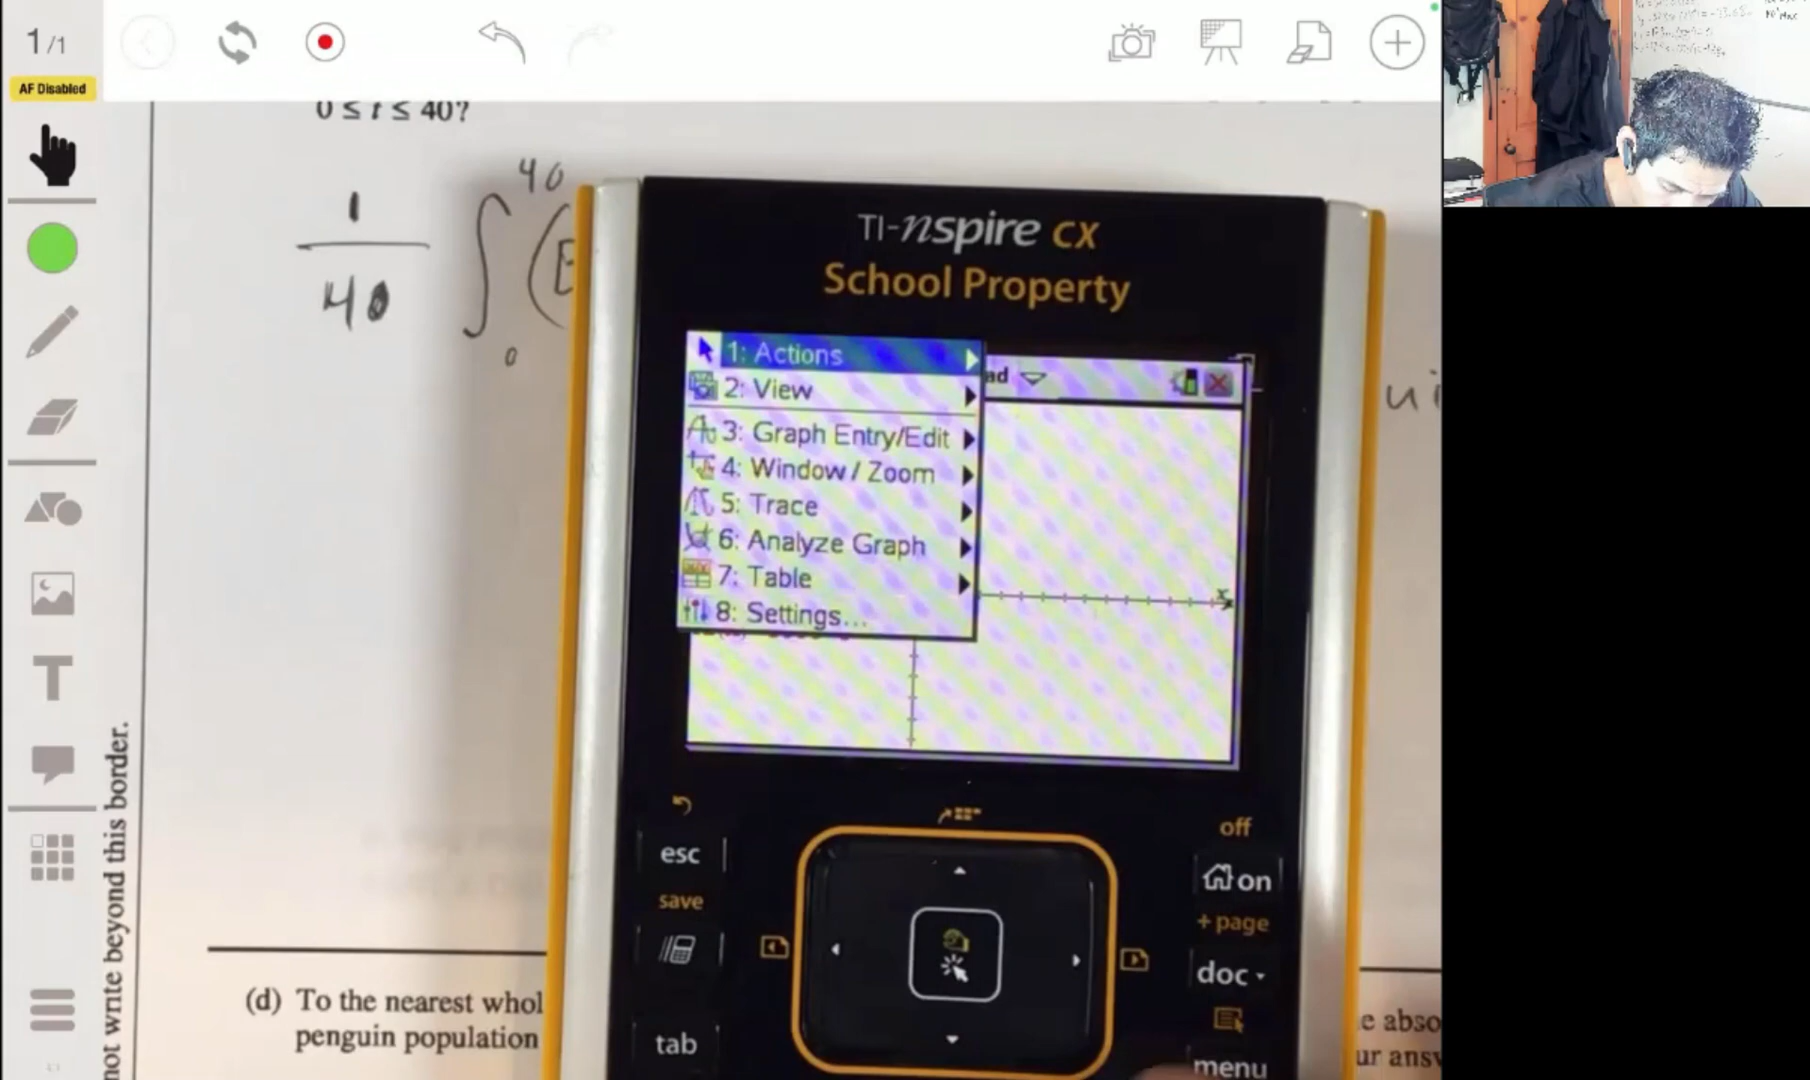 1/1
AF Disabled
0 ≤ t ≤ 40?
1
40
∫
40
0
(E
TI-nspire CX
School Property
1: Actions
2: View
3: Graph Entry/Edit
4: Window / Zoom
5: Trace
6: Analyze Graph
7: Table
8: Settings...
ad
x
ui
T
not write beyond this border.
esc
save
tab
off
on
+ page
doc
menu
(d) To the nearest whol
e abso
penguin population
ur answ